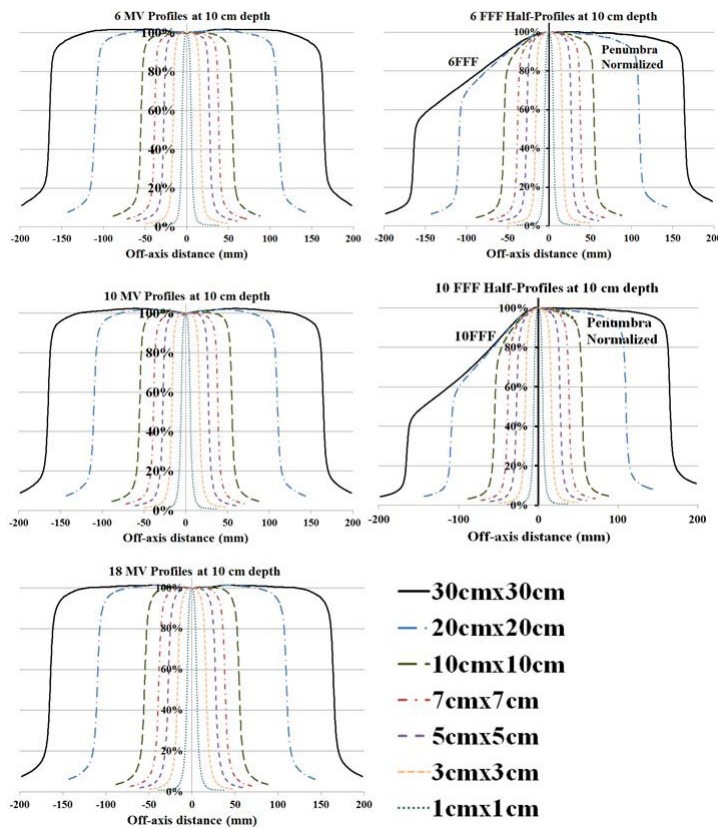 6 MV Profiles at 10 cm depth
100%
80%
60%
40%
20%
0%
-200 -150 -100 -50 0 50 100 150 200
Off-axis distance (mm)
6 FFF Half-Profiles at 10 cm depth
100%
6FFF
Penumbra
Normalized
80%
60%
40%
20%
0%
-200 -150 -100 -50 0 50 100 150 200
Off-axis distance (mm)
10 MV Profiles at 10 cm depth
100%
80%
60%
40%
20%
0%
-200 -150 -100 -50 0 50 100 150 200
Off-axis distance (mm)
10 FFF Half-Profiles at 10 cm depth
100%
10FFF
Penumbra
Normalized
80%
60%
40%
20%
0%
-200 -100 0 100 200
Off-axis distance (mm)
18 MV Profiles at 10 cm depth
100%
80%
60%
40%
20%
0%
-200 -150 -100 -50 0 50 100 150 200
Off-axis distance (mm)
30cmx30cm
20cmx20cm
10cmx10cm
7cmx7cm
5cmx5cm
3cmx3cm
1cmx1cm